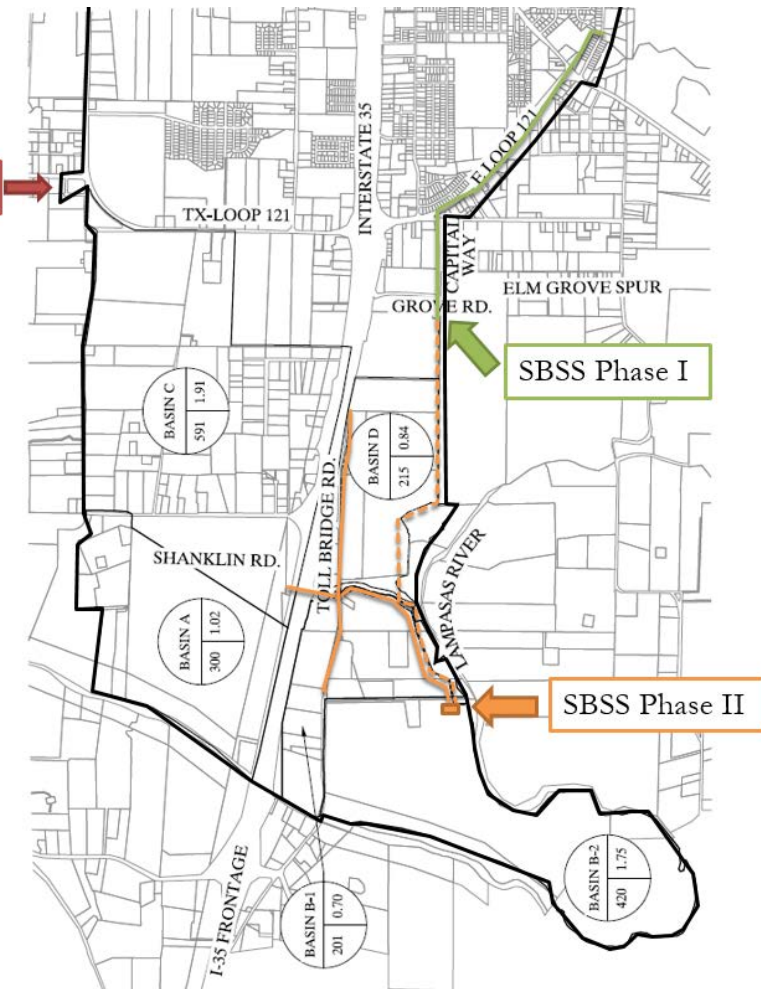 INTERSTATE 35
E.LOOP 121
TX-LOOP 121
CAPITAL
WAY
ELM GROVE SPUR
GROVE RD.
SBSS Phase I
BASIN C
591
1.91
BASIN D
215
0.84
TOLL BRIDGE RD.
SHANKLIN RD.
LAMPASAS RIVER
BASIN A
300
1.02
SBSS Phase II
BASIN B-2
420
1.75
BASIN B-1
201
0.70
I-35 FRONTAGE